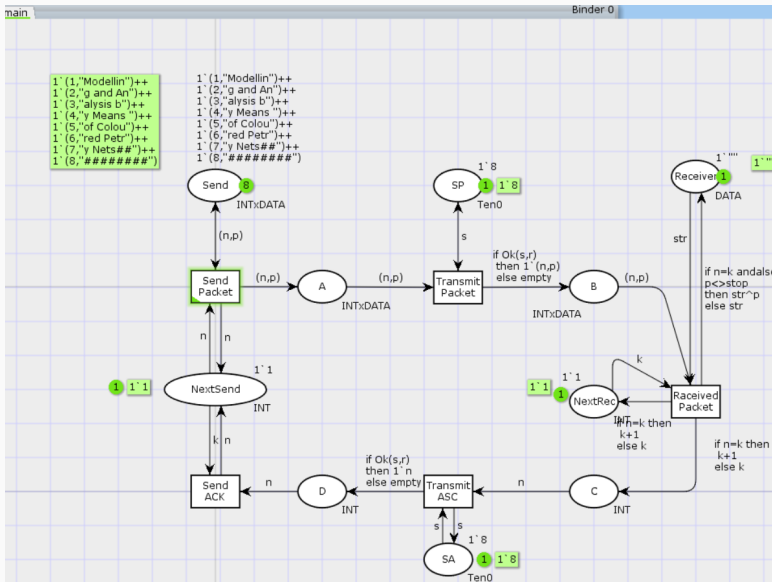 main
Binder 0
1`(1,"Modellin")++
1`(2,"g and An")++
1`(3,"alysis b")++
1`(4,"y Means ")++
1`(5,"of Colou")++
1`(6,"red Petr")++
1`(7,"y Nets##")++
1`(8,"########")
1`(1,"Modellin")++
1`(2,"g and An")++
1`(3,"alysis b")++
1`(4,"y Means ")++
1`(5,"of Colou")++
1`(6,"red Petr")++
1`(7,"y Nets##")++
1`(8,"########")
Send
8
INTxDATA
1`8
SP
1
1`8
Ten0
1`""
Receiver
1
1`"
DATA
(n,p)
s
str
if n=k andalso
p<>stop
then str^p
else str
Send
Packet
(n,p)
A
INTxDATA
(n,p)
Transmit
Packet
if Ok(s,r)
then 1`(n,p)
else empty
B
INTxDATA
(n,p)
n
n
1
1`1
1`1
NextSend
INT
1`1
1
1`1
NextRec
INT
k
Raceived
Packet
if n=k then
k+1
else k
if n=k then
k+1
else k
k
n
Send
ACK
n
D
INT
if Ok(s,r)
then 1`n
else empty
Transmit
ASC
n
C
INT
s
s
1`8
SA
1
1`8
Ten0